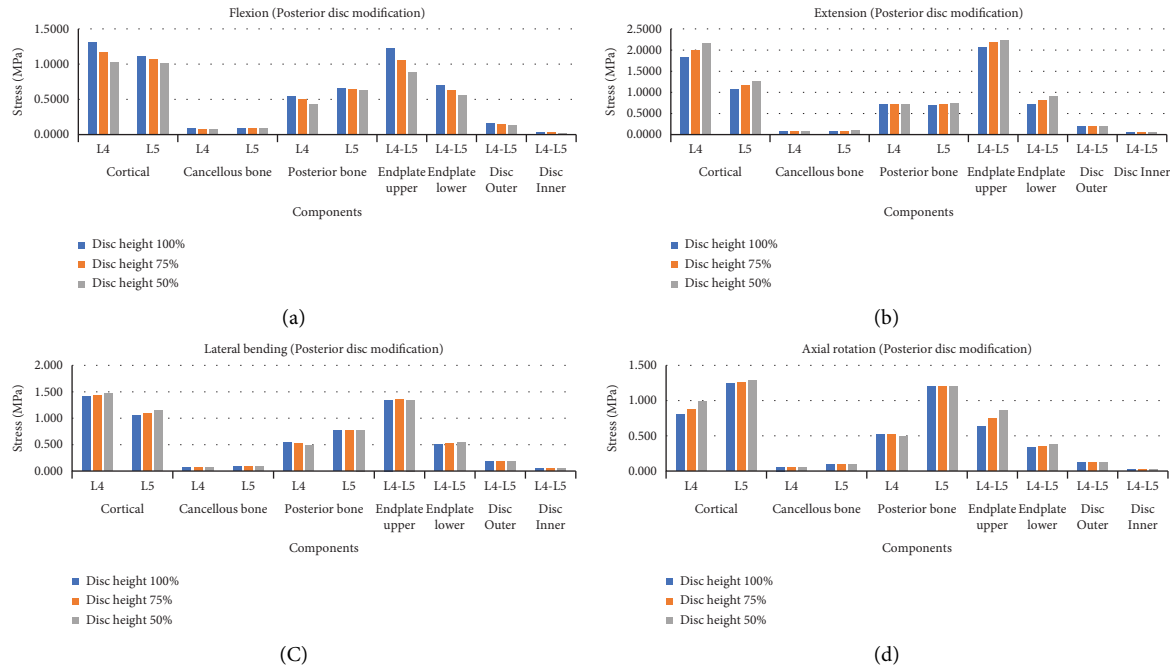 Flexion (Posterior disc modification)
Stress (MPa)
1.5000
1.0000
0.5000
0.0000
L4 L5 L4 L5 L4 L5 L4-L5 L4-L5 L4-L5 L4-L5
Cortical Cancellous bone Posterior bone Endplate upper Endplate lower Disc Outer Disc Inner
Components
Disc height 100%
Disc height 75%
Disc height 50%
(a)
Extension (Posterior disc modification)
Stress (MPa)
2.5000
2.0000
1.5000
1.0000
0.5000
0.0000
L4 L5 L4 L5 L4 L5 L4-L5 L4-L5 L4-L5 L4-L5
Cortical Cancellous bone Posterior bone Endplate upper Endplate lower Disc Outer Disc Inner
Components
Disc height 100%
Disc height 75%
Disc height 50%
(b)
Lateral bending (Posterior disc modification)
Stress (MPa)
2.000
1.500
1.000
0.500
0.000
L4 L5 L4 L5 L4 L5 L4-L5 L4-L5 L4-L5 L4-L5
Cortical Cancellous bone Posterior bone Endplate upper Endplate lower Disc Outer Disc Inner
Components
Disc height 100%
Disc height 75%
Disc height 50%
(C)
Axial rotation (Posterior disc modification)
Stress (MPa)
1.500
1.000
0.500
0.000
L4 L5 L4 L5 L4 L5 L4-L5 L4-L5 L4-L5 L4-L5
Cortical Cancellous bone Posterior bone Endplate upper Endplate lower Disc Outer Disc Inner
Components
Disc height 100%
Disc height 75%
Disc height 50%
(d)